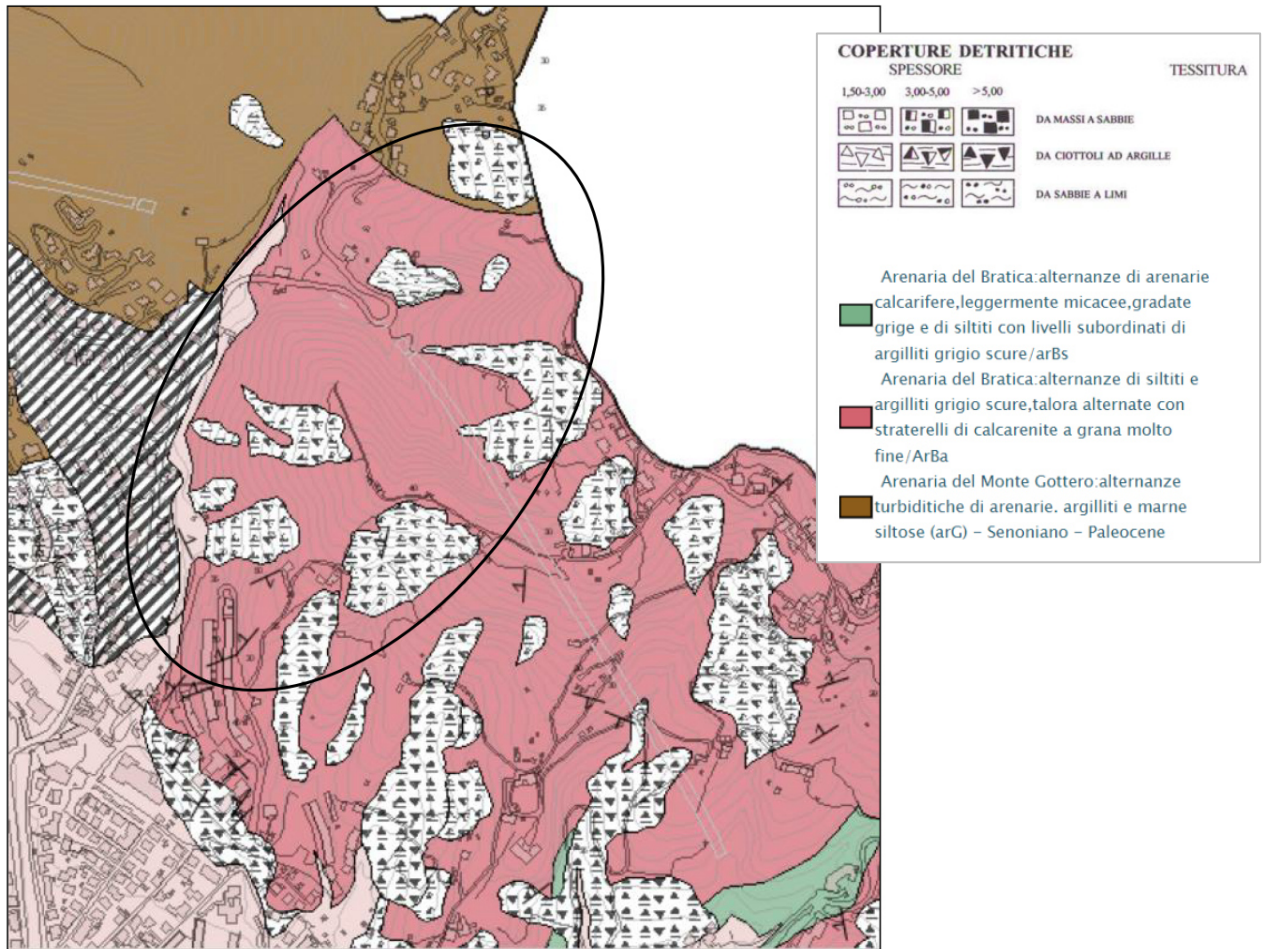 COPERTURE DETRITICHE
SPESSORE
TESSITURA
1,50-3,00 3,00-5,00 >5,00
DA MASSI A SABBIE
DA CIOTTOLI AD ARGILLE
DA SABBIE A LIMI
Arenaria del Bratica:alternanze di arenarie
calcarifere,leggermente micacee,gradate
grige e di siltiti con livelli subordinati di
argilliti grigio scure/arBs
Arenaria del Bratica:alternanze di siltiti e
argilliti grigio scure,talora alternate con
straterelli di calcarenite a grana molto
fine/ArBa
Arenaria del Monte Gottero:alternanze
turbiditiche di arenarie. argilliti e marne
siltose (arG) – Senoniano – Paleocene